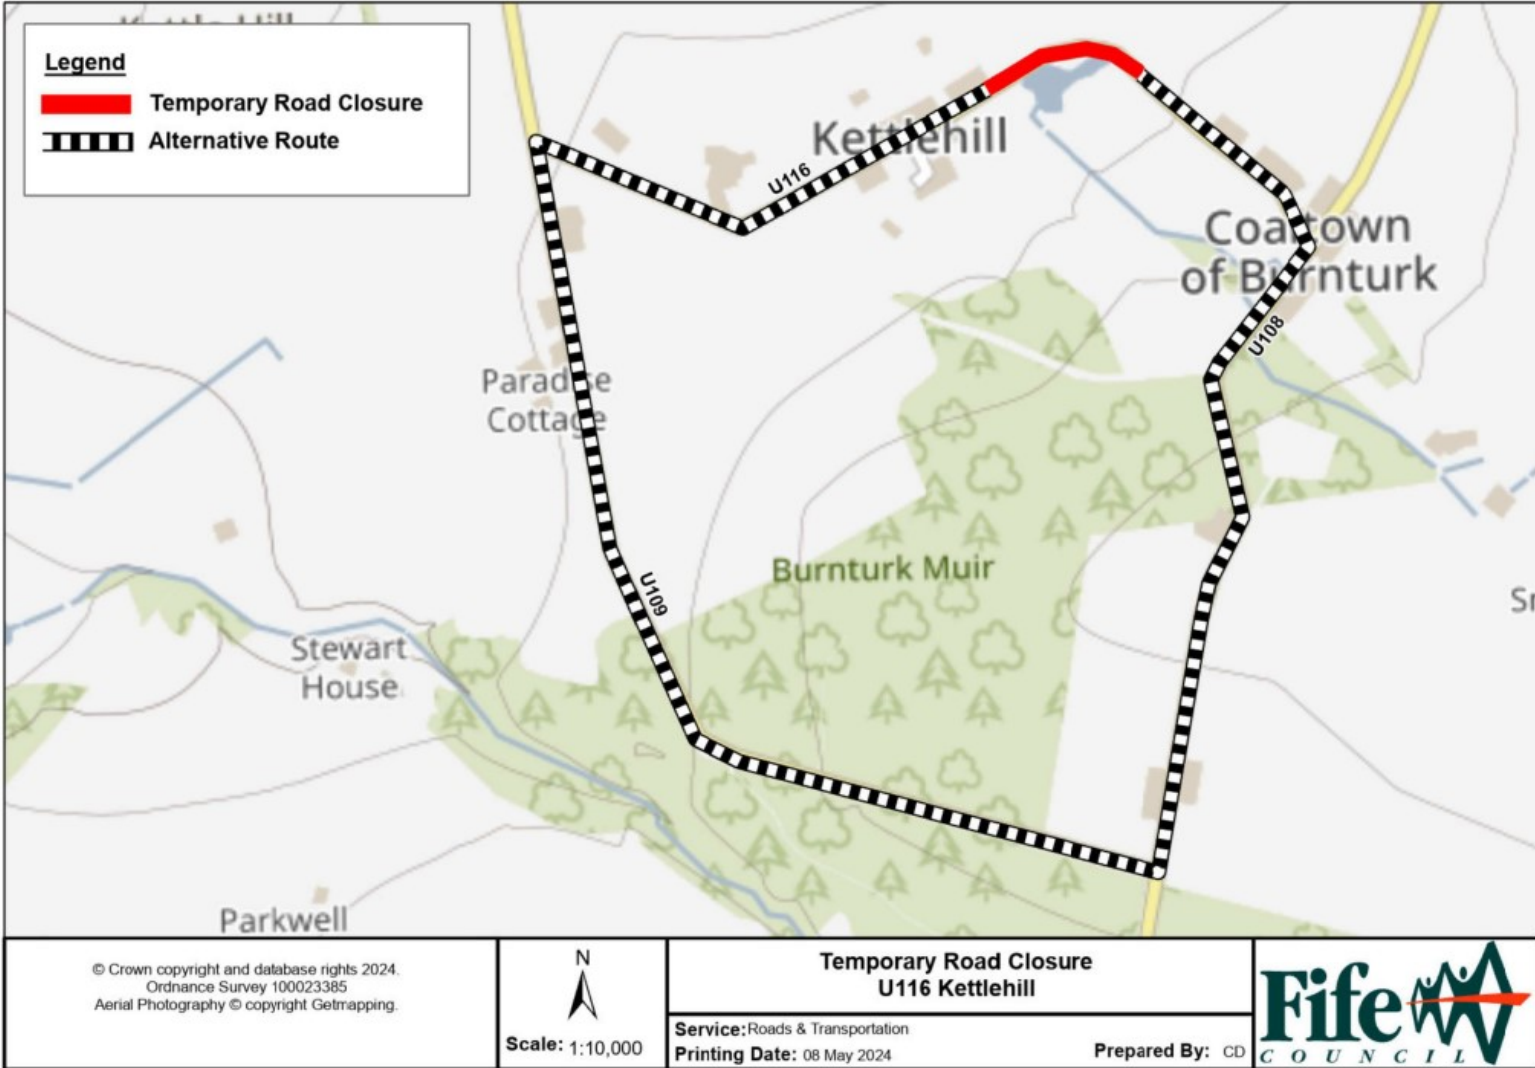 Legend
Temporary Road Closure
Alternative Route
Kettlehill
U116
Coaltown
of Burnturk
U108
Paradise
Cottage
Burnturk Muir
U109
Stewart
House
Parkwell
© Crown copyright and database rights 2024.
Ordnance Survey 100023385
Aerial Photography © copyright Getmapping.
N
Scale: 1:10,000
Temporary Road Closure
U116 Kettlehill
Service: Roads & Transportation
Printing Date: 08 May 2024
Prepared By: CD
Fife
COUNCIL